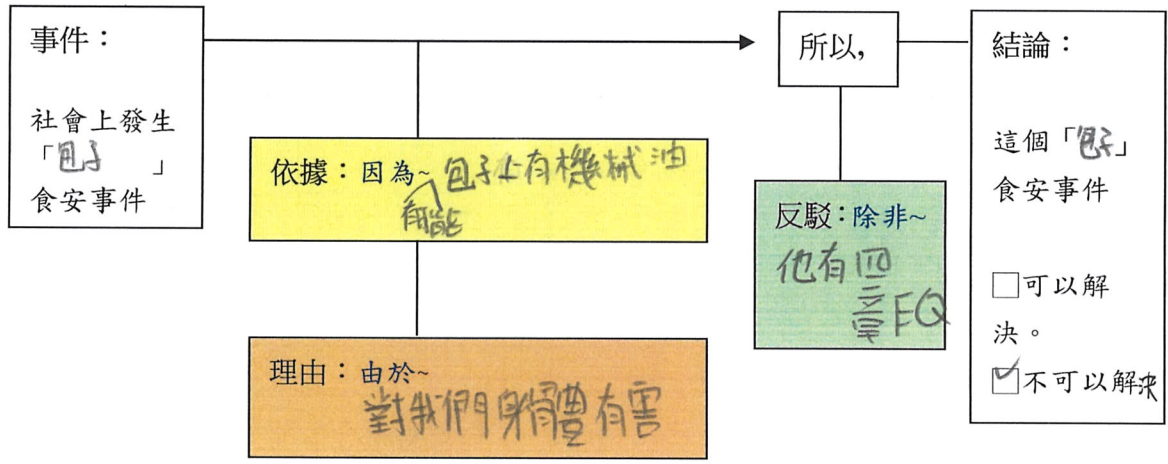 事件：
社會上發生
「包子」
食安事件
依據：因為~ 包子上有機械油
有可能
理由：由於~
對我們身體有害
所以，
反駁：除非~
他有四
章EQ
結論：
這個「包子」
食安事件
□可以解
決。
☑不可以解決